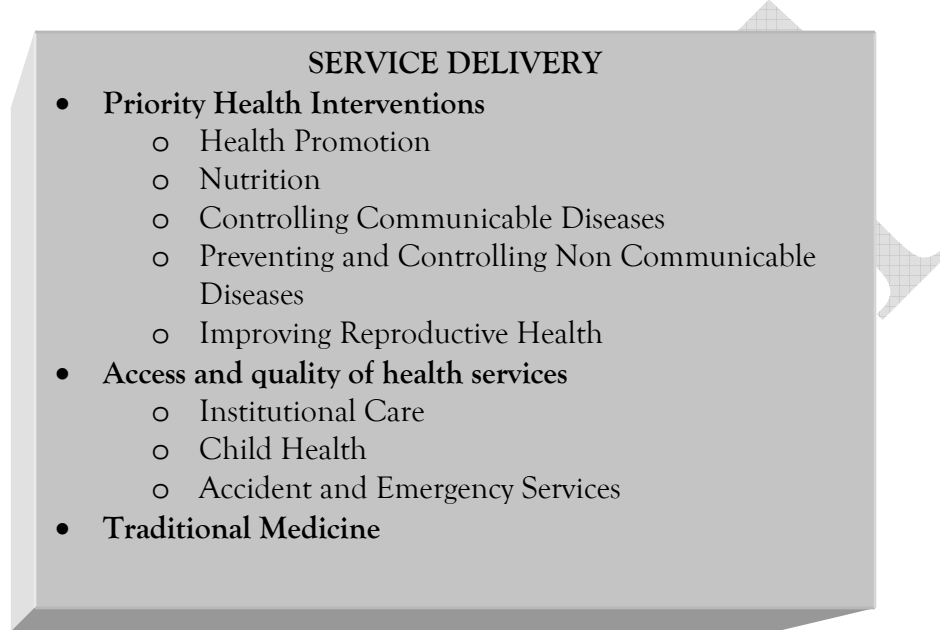 SERVICE DELIVERY
• Priority Health Interventions
o Health Promotion
o Nutrition
o Controlling Communicable Diseases
o Preventing and Controlling Non Communicable
Diseases
o Improving Reproductive Health
• Access and quality of health services
o Institutional Care
o Child Health
o Accident and Emergency Services
• Traditional Medicine